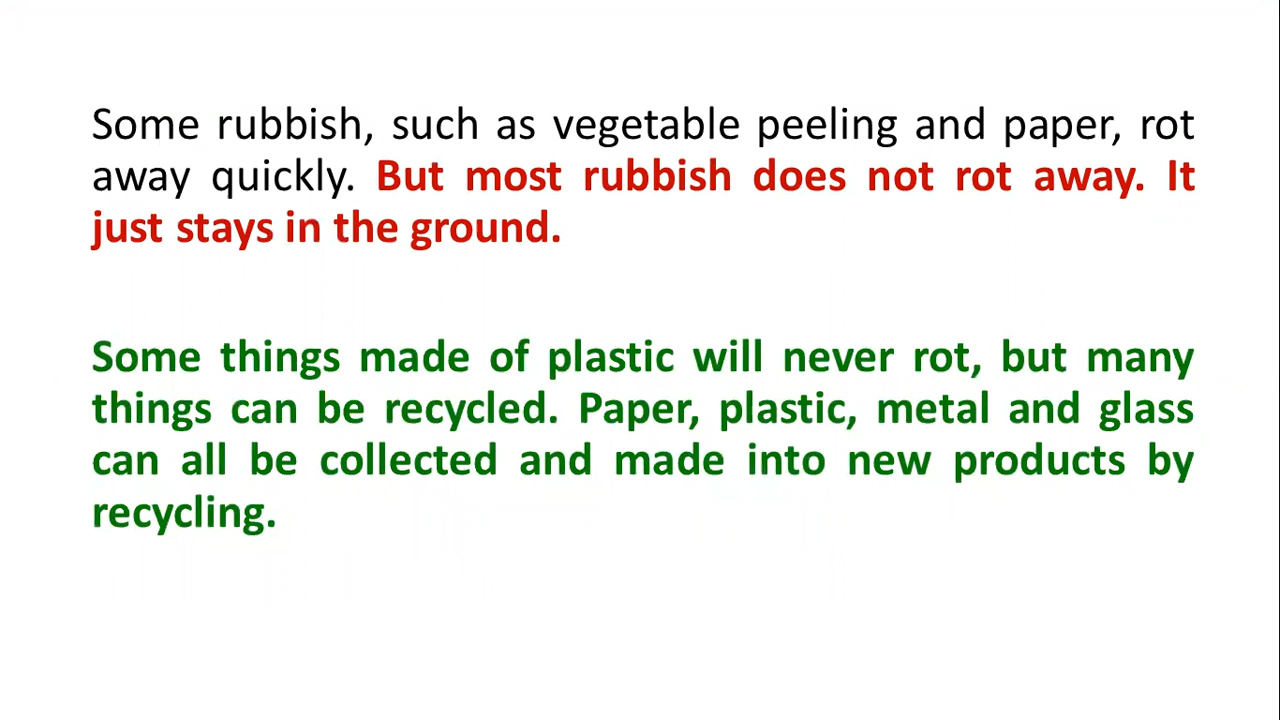 Some rubbish, such as vegetable peeling and paper, rot
away quickly. But most rubbish does not rot away. It
just stays in the ground.
Some things made of plastic will never rot, but many
things can be recycled. Paper, plastic, metal and glass
can all be collected and made into new products by
recycling.